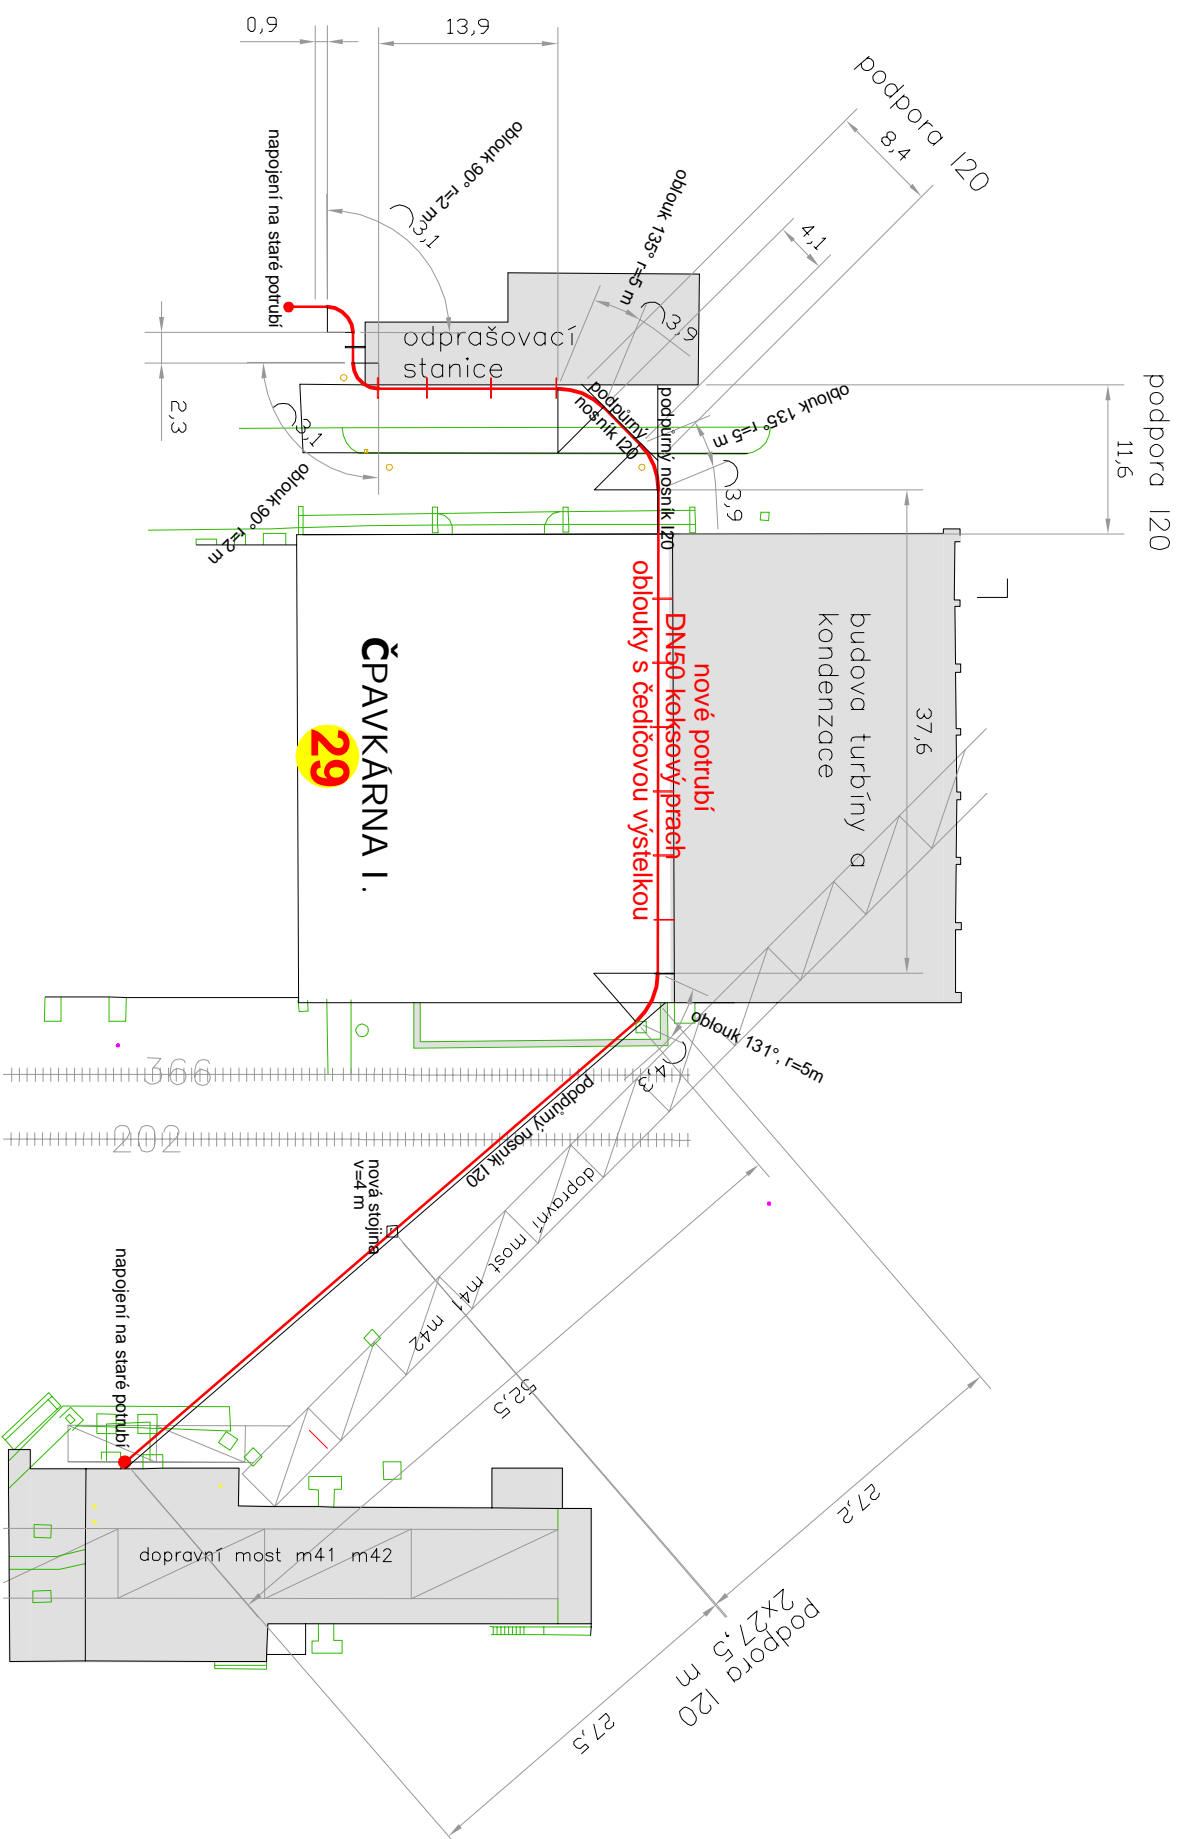 0,9
13,9
podpora I20
8,4
4,1
oblouk 90° r=2 m
3,1
napojení na staré potrubí
oblouk 135° r=5 m
3,9
odprašovací
stanice
podpůrný
nosník I20
podpůrný nosník I20
oblouk 135° r=5 m
3,9
podpora I20
11,6
2,3
3,1
oblouk 90° r=2 m
nové potrubí
DN50 koksový prach
oblouky s čedičovou výstelkou
budova turbíny a
kondenzace
37,6
ČPAVKÁRNA I.
29
oblouk 131°, r=5m
4,3
366
202
podpůrný nosník I20
nová stojina
v=4 m
dopravní most m41 m42
52,5
napojení na staré potrubí
27,2
podpora I20
2x27,5 m
27,5
dopravní most m41 m42